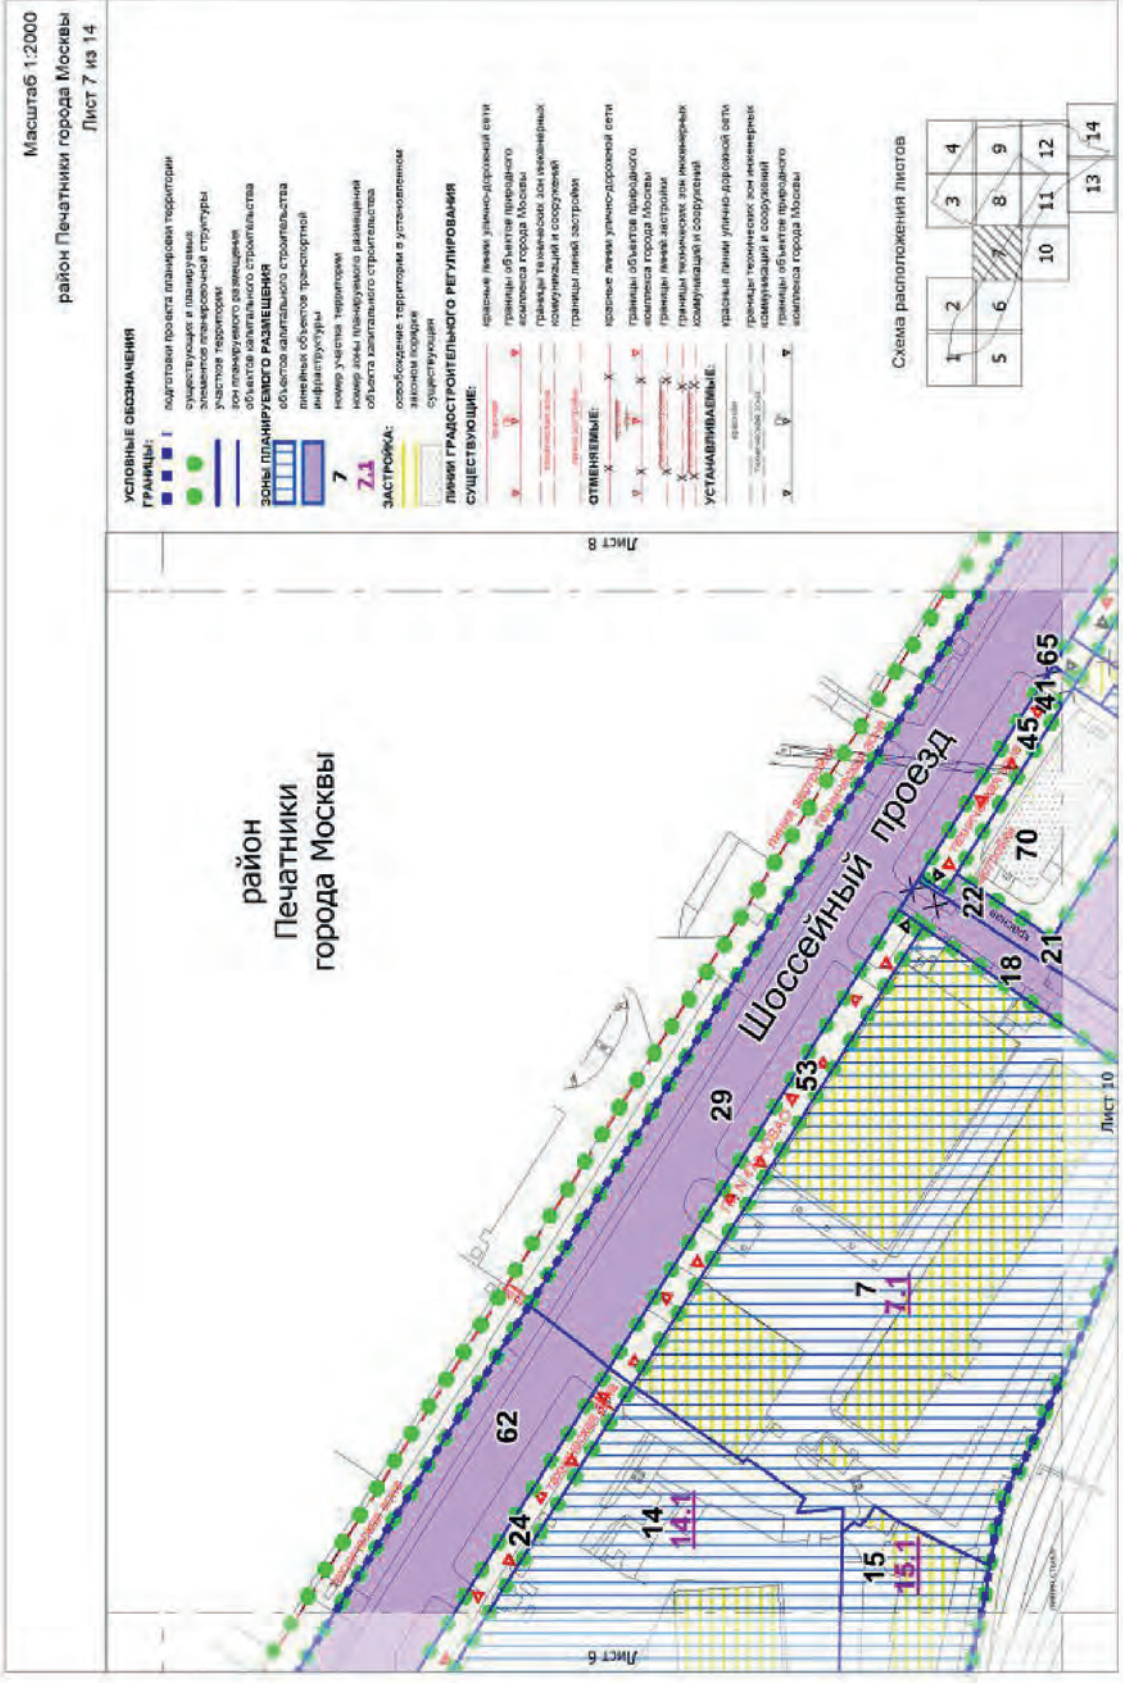 Масштаб 1:2000
район Печатники города Москвы
Лист 7 из 14
УСЛОВНЫЕ ОБОЗНАЧЕНИЯ
ГРАНИЦЫ:
подготовки проекта планировки территории
существующих и планируемых
элементов планировочной структуры
участков территории
зон планируемого размещения
объектов капитального строительства
ЗОНЫ ПЛАНИРУЕМОГО РАЗМЕЩЕНИЯ
объектов капитального строительства
линейных объектов транспортной
инфраструктуры
7
номер участка территории
7.1
номер зоны планируемого размещения
объекта капитального строительства
ЗАСТРОЙКА:
освобождение территории в установленном
законом порядке
существующая
ЛИНИИ ГРАДОСТРОИТЕЛЬНОГО РЕГУЛИРОВАНИЯ
СУЩЕСТВУЮЩИЕ:
красные линии улично-дорожной сети
границы объектов природного
комплекса города Москвы
границы технических зон инженерных
коммуникаций и сооружений
границы линий застройки
ОТМЕНЯЕМЫЕ:
красные линии улично-дорожной сети
границы объектов природного
комплекса города Москвы
границы линий застройки
границы технических зон инженерных
коммуникаций и сооружений
УСТАНАВЛИВАЕМЫЕ:
красные линии улично-дорожной сети
границы технических зон инженерных
коммуникаций и сооружений
границы объектов природного
комплекса города Москвы
Схема расположения листов
1 2 3 4
5 6 7 8 9
10 11 12
13 14
район
Печатники
города Москвы
Лист 8
Лист 6
Лист 10
Шоссейный проезд
линия застройки
техническая зона
62
29
24
53
14
14.1
15
15.1
7
7.1
18
21
22
красная
70
45
41
65